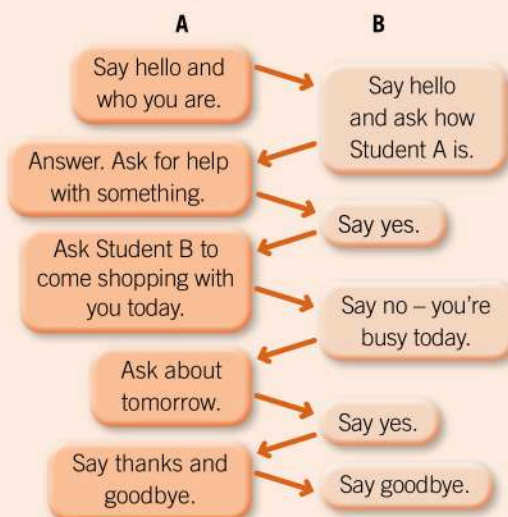 A
B
Say hello and
who you are.
Say hello
and ask how
Student A is.
Answer. Ask for help
with something.
Say yes.
Ask Student B to
come shopping with
you today.
Say no – you're
busy today.
Ask about
tomorrow.
Say yes.
Say thanks and
goodbye.
Say goodbye.